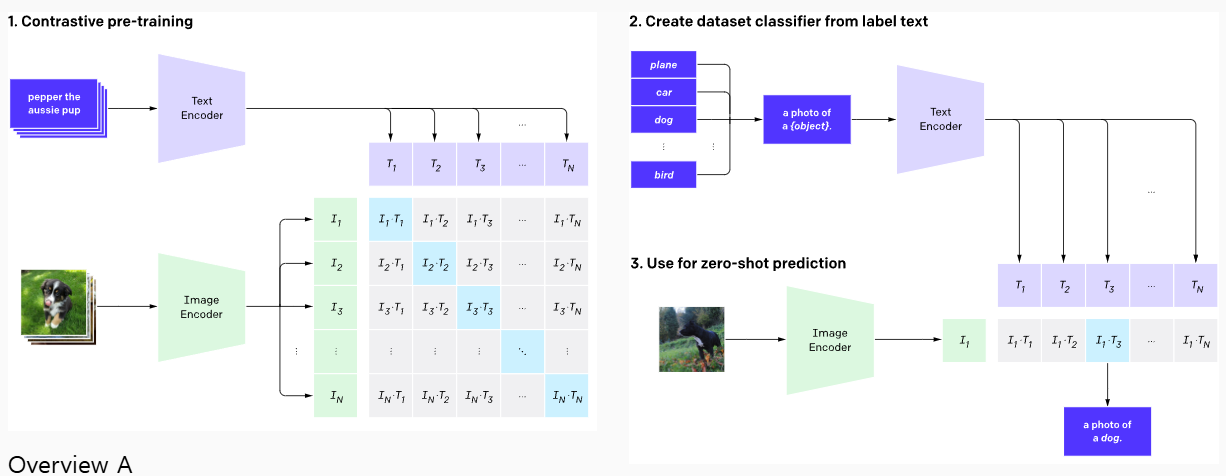 1. Contrastive pre-training
pepper the
aussie pup
Text
Encoder
...
T1 T2 T3 ... TN
Image
Encoder
I1 I1·T1 I1·T2 I1·T3 ... I1·TN
I2 I2·T1 I2·T2 I2·T3 ... I2·TN
I3 I3·T1 I3·T2 I3·T3 ... I3·TN
⋮ ⋮ ⋮ ⋮ ⋮ ⋱ ⋮
IN IN·T1 IN·T2 IN·T3 ... IN·TN
2. Create dataset classifier from label text
plane
car
dog
⋮ ⋮
bird
a photo of
a {object}.
Text
Encoder
...
3. Use for zero-shot prediction
T1 T2 T3 ... TN
Image
Encoder
I1 I1·T1 I1·T2 I1·T3 ... I1·TN
a photo of
a dog.
Overview A